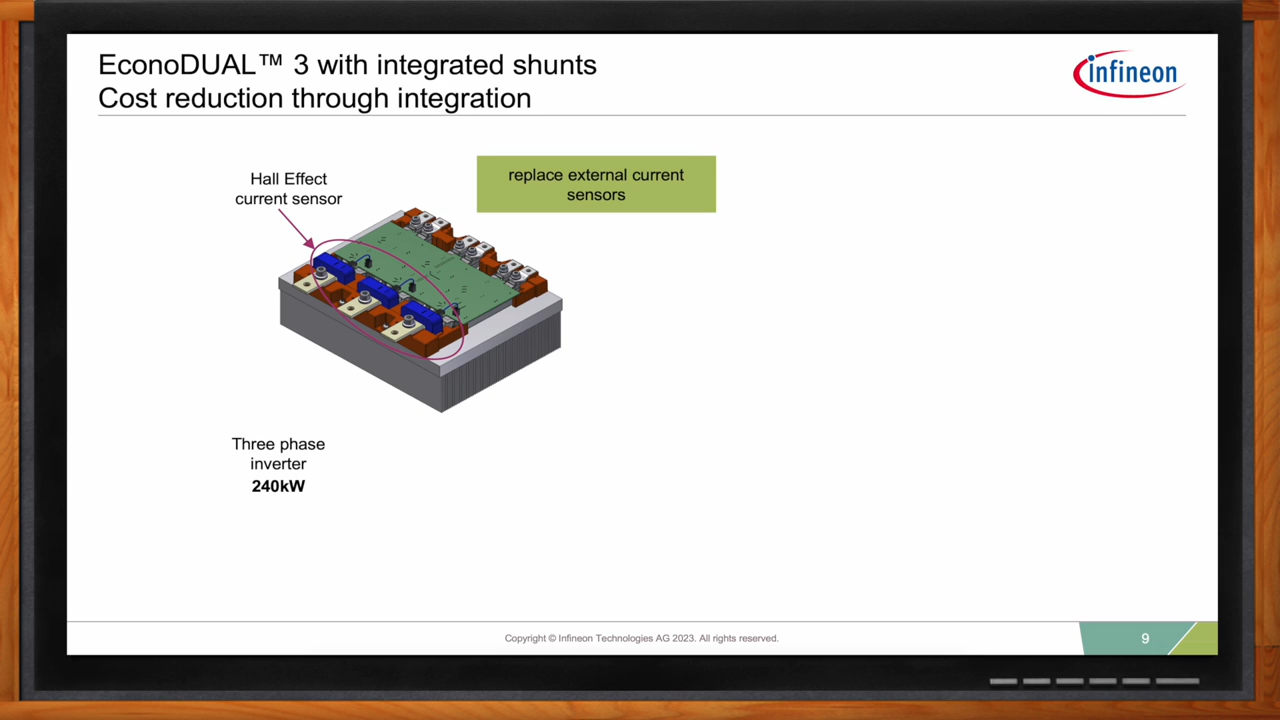 EconoDUAL™ 3 with integrated shunts
Cost reduction through integration
infineon
Hall Effect
current sensor
replace external current
sensors
Three phase
inverter
240kW
Copyright © Infineon Technologies AG 2023. All rights reserved.
9